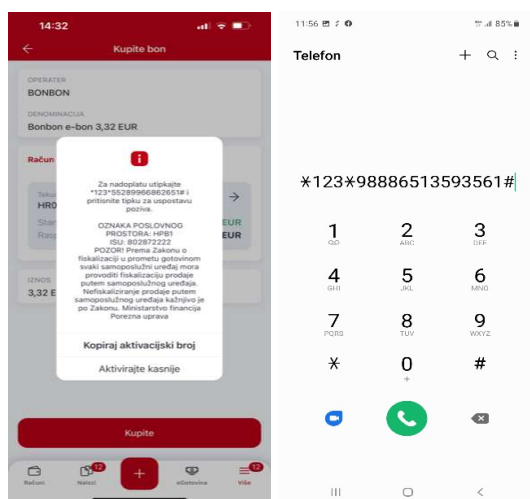 14:32
Kupite bon
OPERATER
BONBON
DENOMINACIJA
Bonbon e-bon 3,32 EUR
Račun
Za nadoplatu utipkajte
*123*55289966862651# i
pritisnite tipku za uspostavu
poziva.
OZNAKA POSLOVNOG
PROSTORA: HPB1
ISU: 802872222
POZOR! Prema Zakonu o
fiskalizaciji u prometu gotovinom
svaki samoposlužni uređaj mora
provoditi fiskalizaciju prodaje
putem samoposlužnog uređaja.
Nefiskaliziranje prodaje putem
samoposlužnog uređaja kažnjivo je
po Zakonu. Ministarstvo financija
Porezna uprava
HR0
EUR
EUR
IZNOS
3,32 E
Kopiraj aktivacijski broj
Aktivirajte kasnije
Kupite
Računi
Nalozi
12
eGotovina
Više
12
11:56
85%
Telefon
*123*98886513593561#
1
2 ABC
3 DEF
4 GHI
5 JKL
6 MNO
7 PQRS
8 TUV
9 WXYZ
*
0 +
#